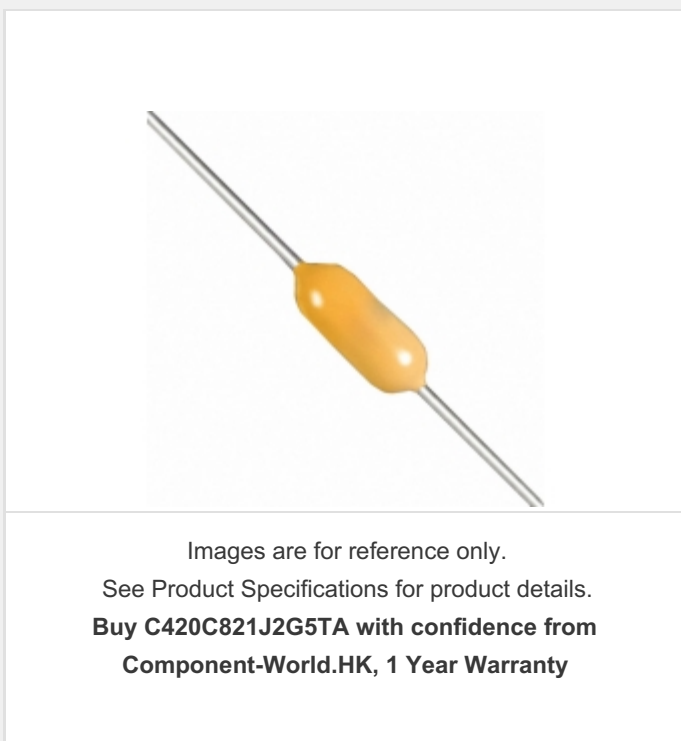 Images are for reference only.
See Product Specifications for product details.
Buy C420C821J2G5TA with confidence from
Component-World.HK, 1 Year Warranty